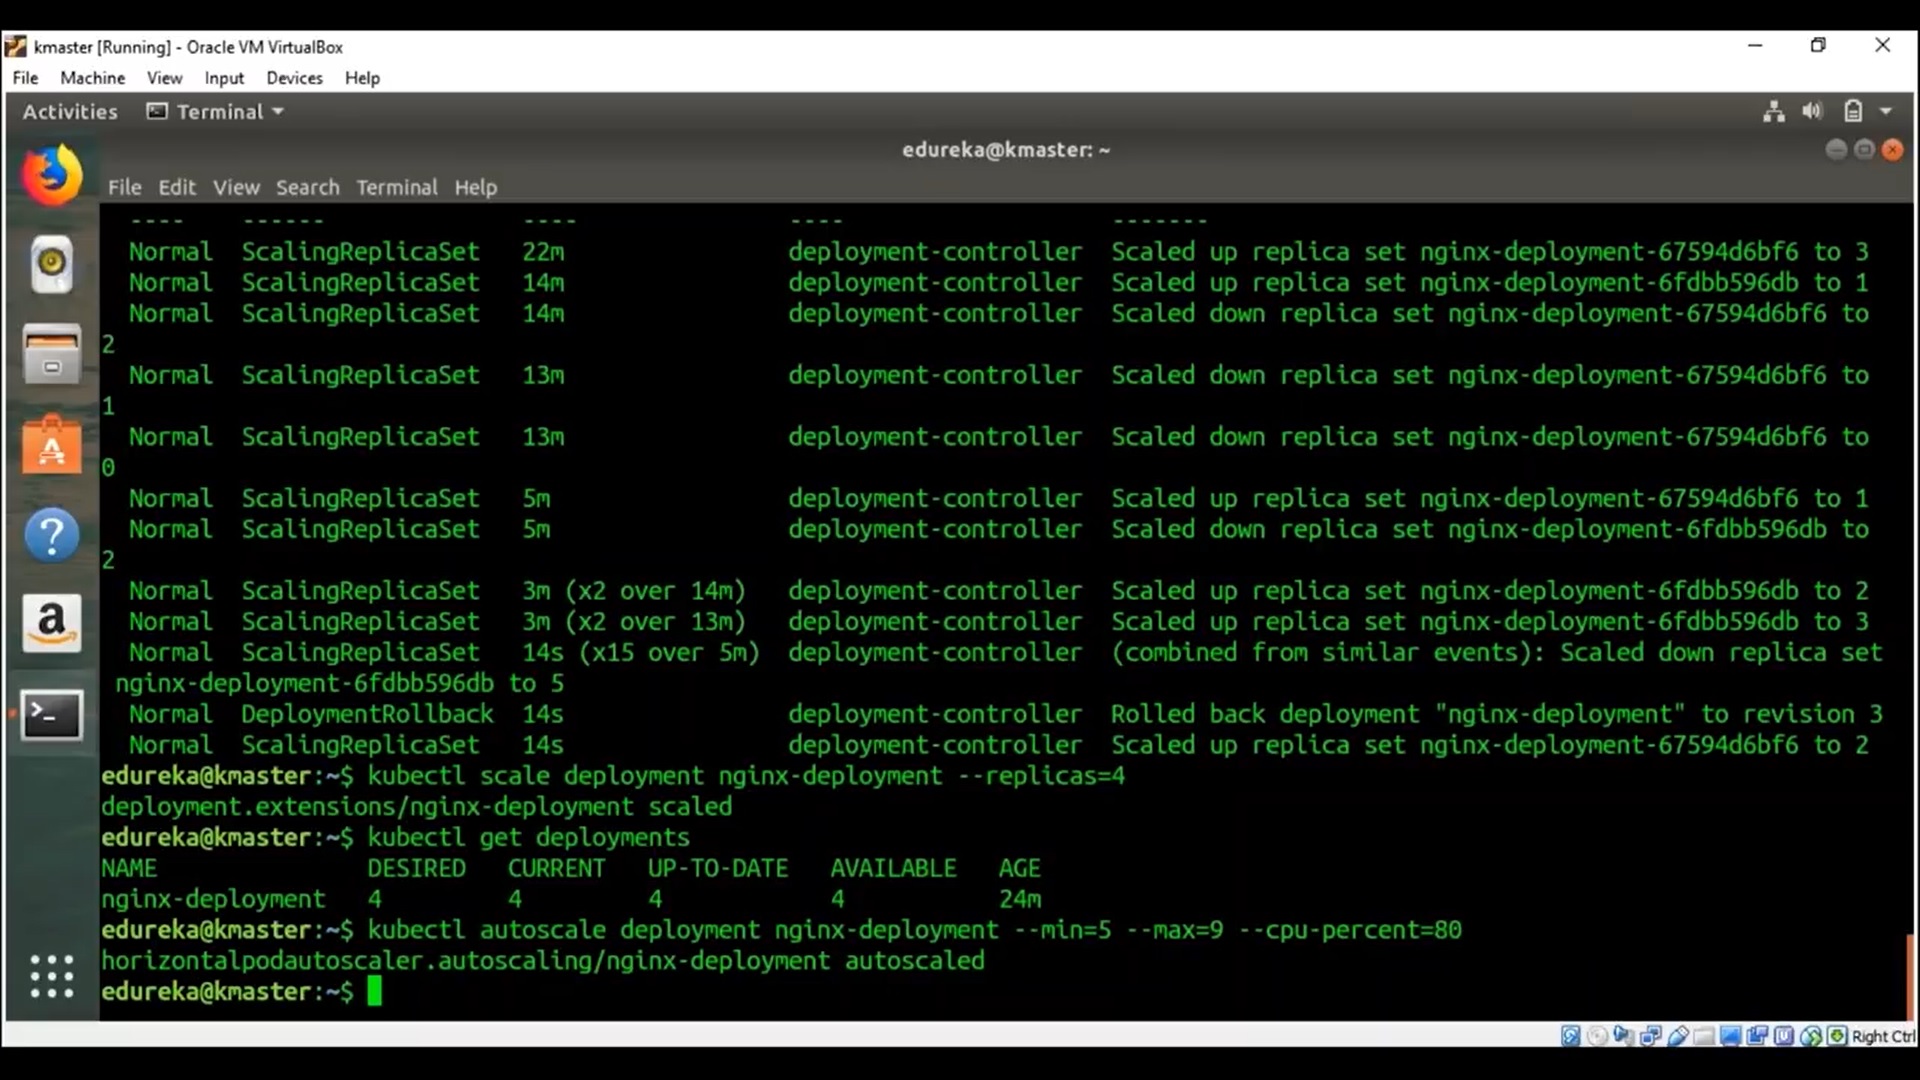 kmaster [Running] - Oracle VM VirtualBox
File Machine View Input Devices Help
Activities Terminal
edureka@kmaster: ~
File Edit View Search Terminal Help
---- ------ ---- ---- -------
Normal ScalingReplicaSet 22m deployment-controller Scaled up replica set nginx-deployment-67594d6bf6 to 3
Normal ScalingReplicaSet 14m deployment-controller Scaled up replica set nginx-deployment-6fdbb596db to 1
Normal ScalingReplicaSet 14m deployment-controller Scaled down replica set nginx-deployment-67594d6bf6 to
2
Normal ScalingReplicaSet 13m deployment-controller Scaled down replica set nginx-deployment-67594d6bf6 to
1
Normal ScalingReplicaSet 13m deployment-controller Scaled down replica set nginx-deployment-67594d6bf6 to
0
Normal ScalingReplicaSet 5m deployment-controller Scaled up replica set nginx-deployment-67594d6bf6 to 1
Normal ScalingReplicaSet 5m deployment-controller Scaled down replica set nginx-deployment-6fdbb596db to
2
Normal ScalingReplicaSet 3m (x2 over 14m) deployment-controller Scaled up replica set nginx-deployment-6fdbb596db to 2
Normal ScalingReplicaSet 3m (x2 over 13m) deployment-controller Scaled up replica set nginx-deployment-6fdbb596db to 3
Normal ScalingReplicaSet 14s (x15 over 5m) deployment-controller (combined from similar events): Scaled down replica set
nginx-deployment-6fdbb596db to 5
Normal DeploymentRollback 14s deployment-controller Rolled back deployment "nginx-deployment" to revision 3
Normal ScalingReplicaSet 14s deployment-controller Scaled up replica set nginx-deployment-67594d6bf6 to 2
edureka@kmaster:~$ kubectl scale deployment nginx-deployment --replicas=4
deployment.extensions/nginx-deployment scaled
edureka@kmaster:~$ kubectl get deployments
NAME DESIRED CURRENT UP-TO-DATE AVAILABLE AGE
nginx-deployment 4 4 4 4 24m
edureka@kmaster:~$ kubectl autoscale deployment nginx-deployment --min=5 --max=9 --cpu-percent=80
horizontalpodautoscaler.autoscaling/nginx-deployment autoscaled
edureka@kmaster:~$
Right Ctrl